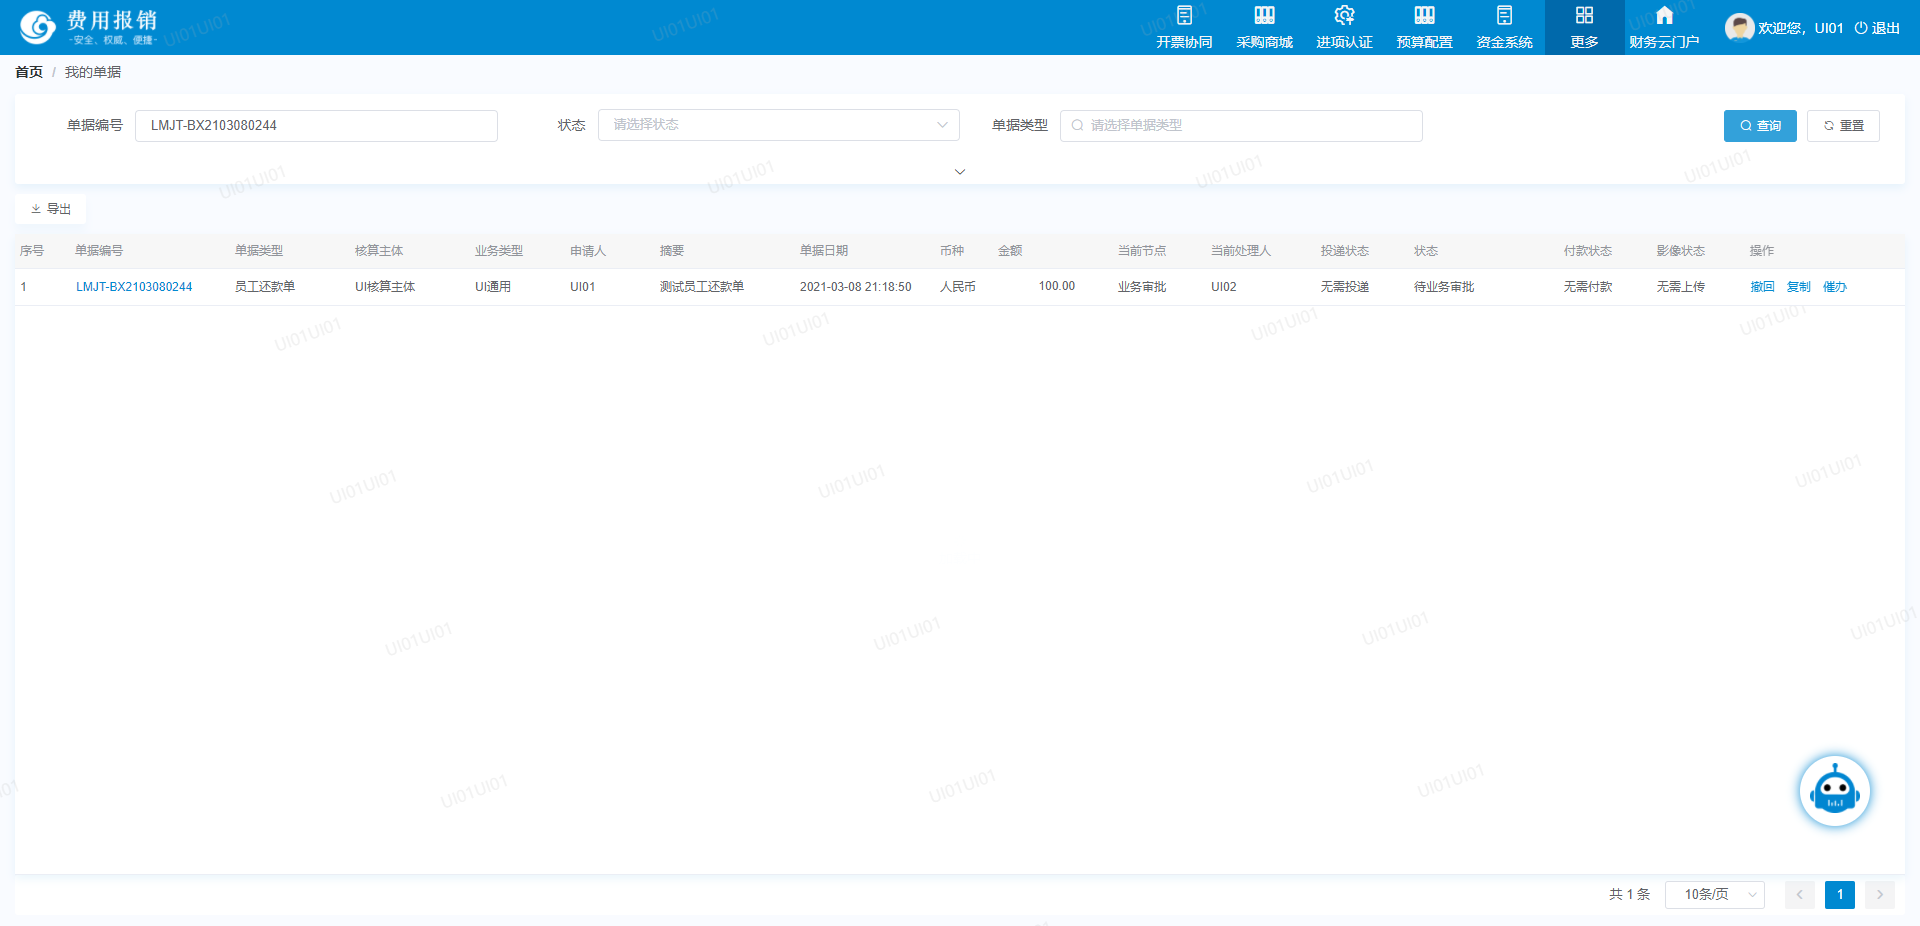 费用报销
-安全、权威、便捷-
开票协同 采购商城 进项认证 预算配置 资金系统 更多 财务云门户 欢迎您，UI01 退出
首页 / 我的单据
单据编号 LMJT-BX2103080244 状态 请选择状态 单据类型 请选择单据类型 查询 重置
导出
序号 单据编号 单据类型 核算主体 业务类型 申请人 摘要 单据日期 币种 金额 当前节点 当前处理人 投递状态 状态 付款状态 影像状态 操作
1 LMJT-BX2103080244 员工还款单 UI核算主体 UI通用 UI01 测试员工还款单 2021-03-08 21:18:50 人民币 100.00 业务审批 UI02 无需投递 待业务审批 无需付款 无需上传 撤回 复制 催办
共 1 条 10条/页 1
UI01UI01